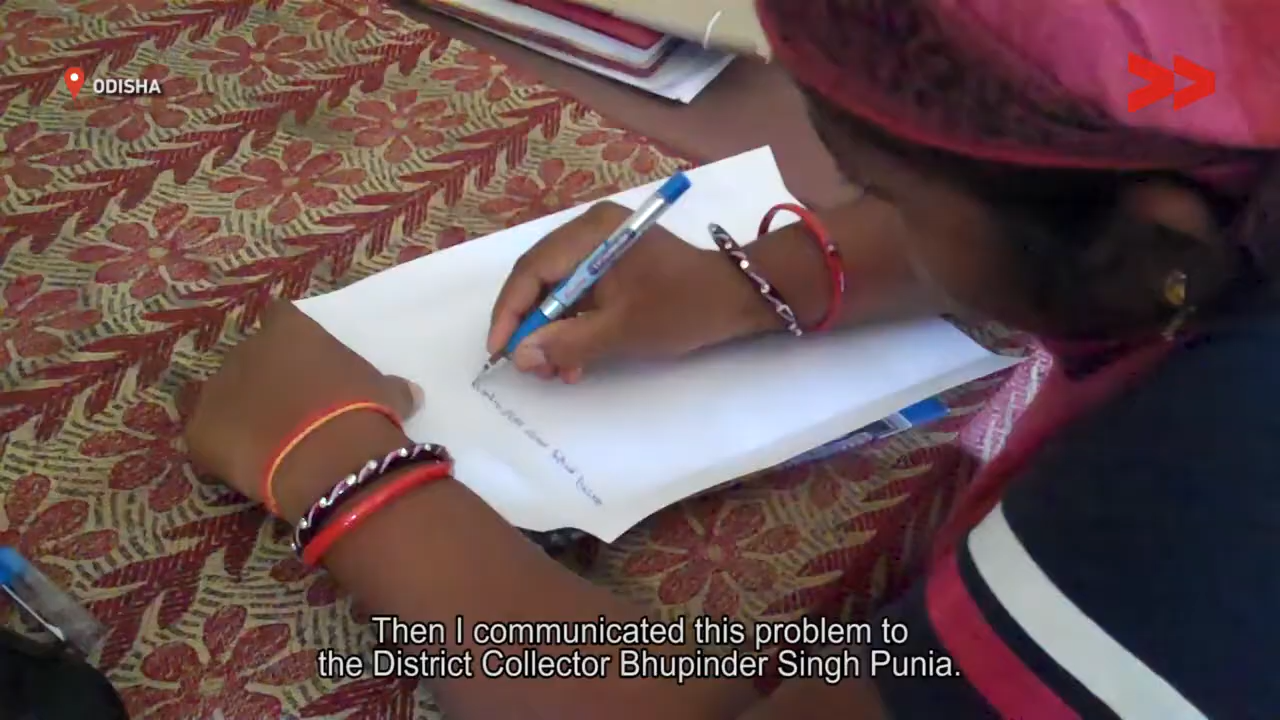 ODISHA
Then I communicated this problem to
the District Collector Bhupinder Singh Punia.